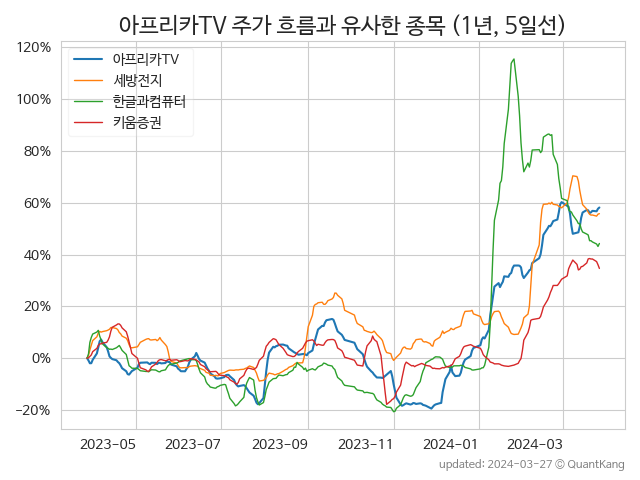 아프리카TV 주가 흐름과 유사한 종목 (1년, 5일선)
120%
100%
80%
60%
40%
20%
0%
−20%
아프리카TV
세방전지
한글과컴퓨터
키움증권
2023-05
2023-07
2023-09
2023-11
2024-01
2024-03
updated: 2024-03-27 © QuantKang